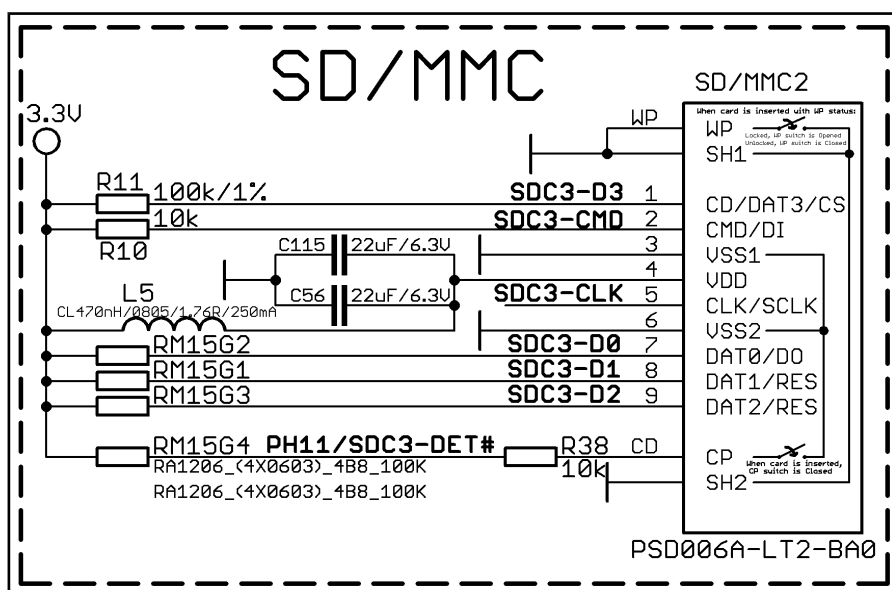 SD/MMC
SD/MMC2
3.3V
WP
When card is inserted with WP status:
WP
Locked, WP switch is Opened
Unlocked, WP switch is Closed
SH1
R11
100k/1%
SDC3-D3
1
CD/DAT3/CS
10k
SDC3-CMD
2
CMD/DI
R10
C115
22uF/6.3V
3
VSS1
4
VDD
L5
C56
22uF/6.3V
SDC3-CLK
5
CLK/SCLK
CL470nH/0805/1.76R/250mA
6
VSS2
RM15G2
SDC3-D0
7
DAT0/DO
RM15G1
SDC3-D1
8
DAT1/RES
RM15G3
SDC3-D2
9
DAT2/RES
RM15G4
PH11/SDC3-DET#
R38
CD
CP
RA1206_(4X0603)_4B8_100K
10k
When card is inserted,
CP switch is Closed
SH2
RA1206_(4X0603)_4B8_100K
PSD006A-LT2-BA0